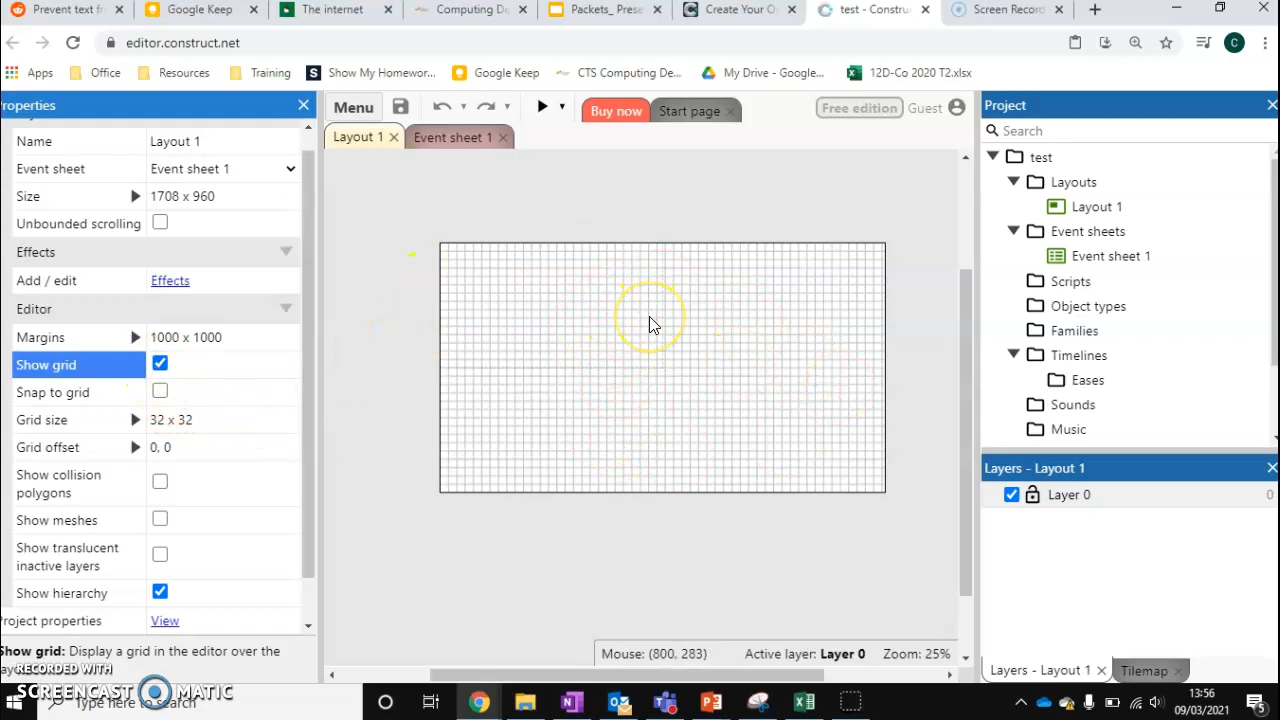 Prevent text fr
Google Keep
The internet
Computing De
Packets_ Prese
Create Your O
test - Constru
Screen Record
editor.construct.net
Apps
Office
Resources
Training
Show My Homewor...
Google Keep
CTS Computing De...
My Drive - Google...
12D-Co 2020 T2.xlsx
Properties
Menu
Buy now
Start page
Free edition
Guest
Project
Layout 1
Event sheet 1
Search
Name
Layout 1
Event sheet
Event sheet 1
Size
1708 x 960
Unbounded scrolling
Effects
Add / edit
Effects
Editor
Margins
1000 x 1000
Show grid
Snap to grid
Grid size
32 x 32
Grid offset
0, 0
Show collision
polygons
Show meshes
Show translucent
inactive layers
Show hierarchy
Project properties
View
Show grid: Display a grid in the editor over the
test
Layouts
Layout 1
Event sheets
Event sheet 1
Scripts
Object types
Families
Timelines
Eases
Sounds
Music
Layers - Layout 1
Layer 0
0
Mouse: (800, 283)
Active layer: Layer 0
Zoom: 25%
Layers - Layout 1
Tilemap
RECORDED WITH
SCREENCAST MATIC
Type here to search
13:56
09/03/2021
5